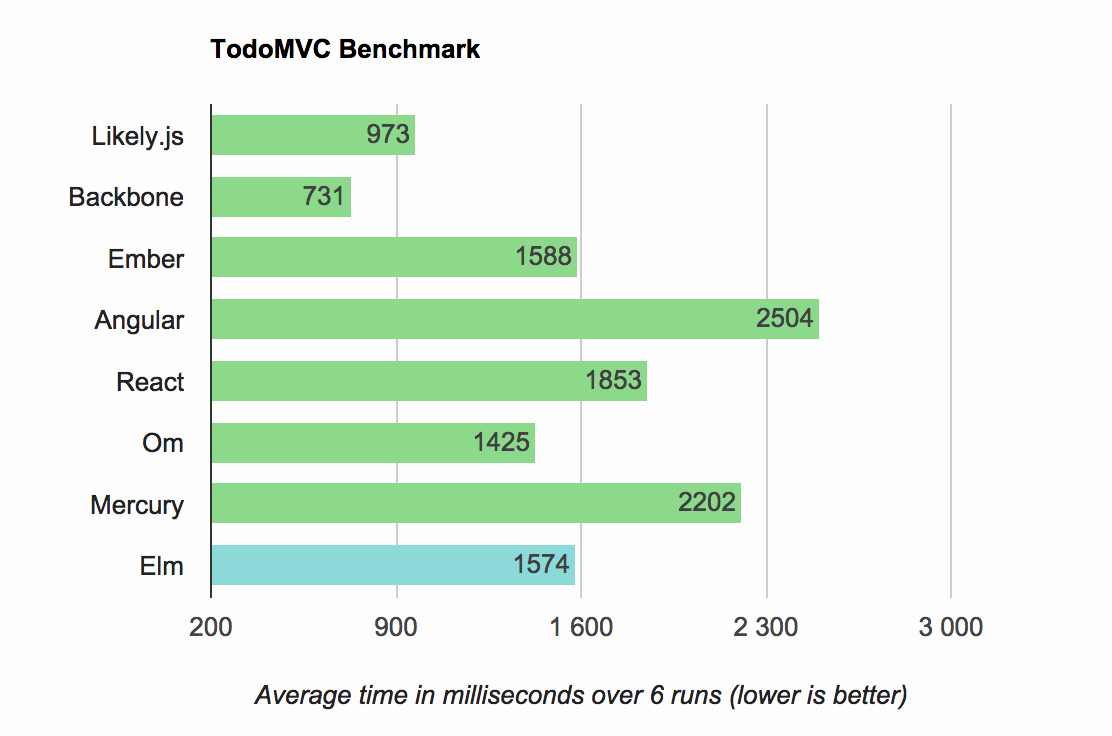 TodoMVC Benchmark
Likely.js 973
Backbone 731
Ember 1588
Angular 2504
React 1853
Om 1425
Mercury 2202
Elm 1574
200 900 1 600 2 300 3 000
Average time in milliseconds over 6 runs (lower is better)